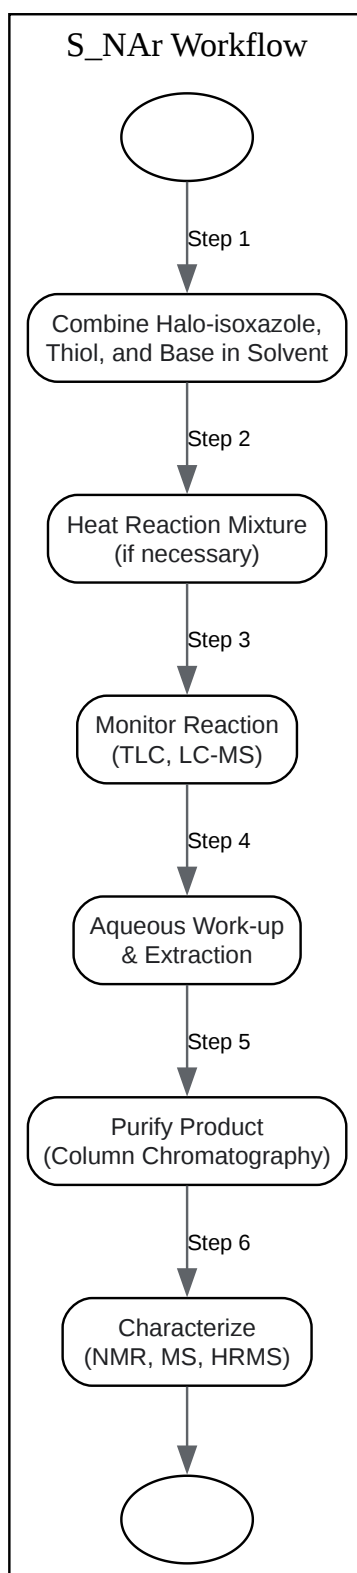 S_NAr Workflow
Step 1
Combine Halo-isoxazole,
Thiol, and Base in Solvent
Step 2
Heat Reaction Mixture
(if necessary)
Step 3
Monitor Reaction
(TLC, LC-MS)
Step 4
Aqueous Work-up
& Extraction
Step 5
Purify Product
(Column Chromatography)
Step 6
Characterize
(NMR, MS, HRMS)